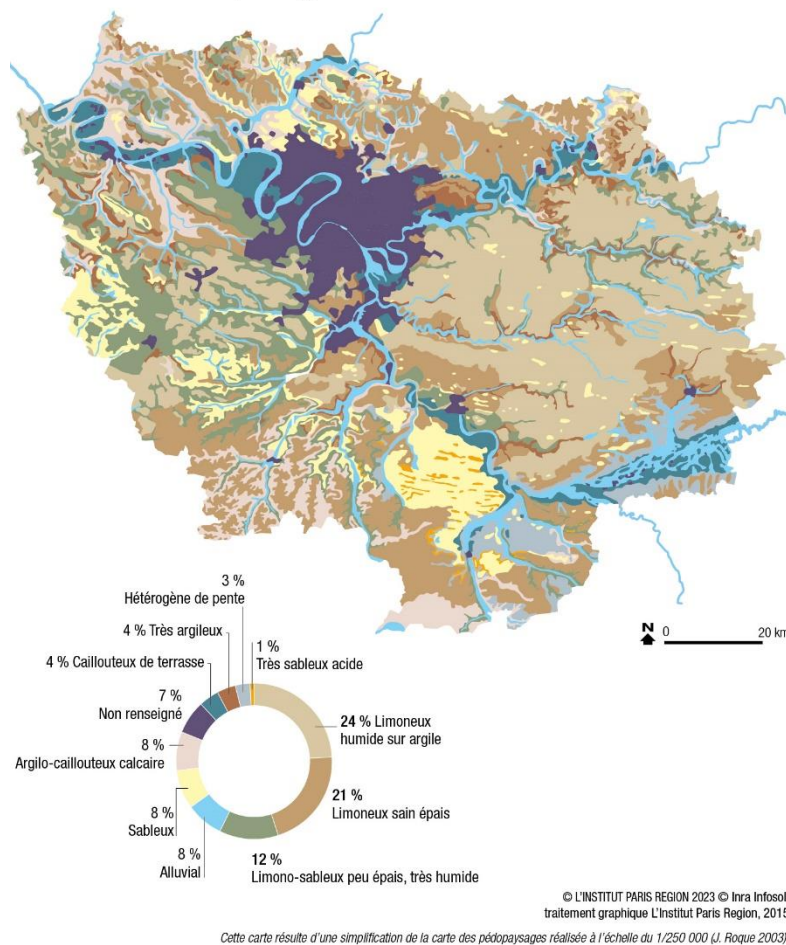 N
0
20 km
3 %
Hétérogène de pente
4 % Très argileux
1 %
Très sableux acide
4 % Caillouteux de terrasse
7 %
Non renseigné
24 % Limoneux
humide sur argile
8 %
Argilo-caillouteux calcaire
21 %
Limoneux sain épais
8 %
Sableux
8 %
Alluvial
12 %
Limono-sableux peu épais, très humide
© L'INSTITUT PARIS REGION 2023 © Inra Infosol
traitement graphique L'Institut Paris Region, 2015
Cette carte résulte d'une simplification de la carte des pédopaysages réalisée à l'échelle du 1/250 000 (J. Roque 2003)